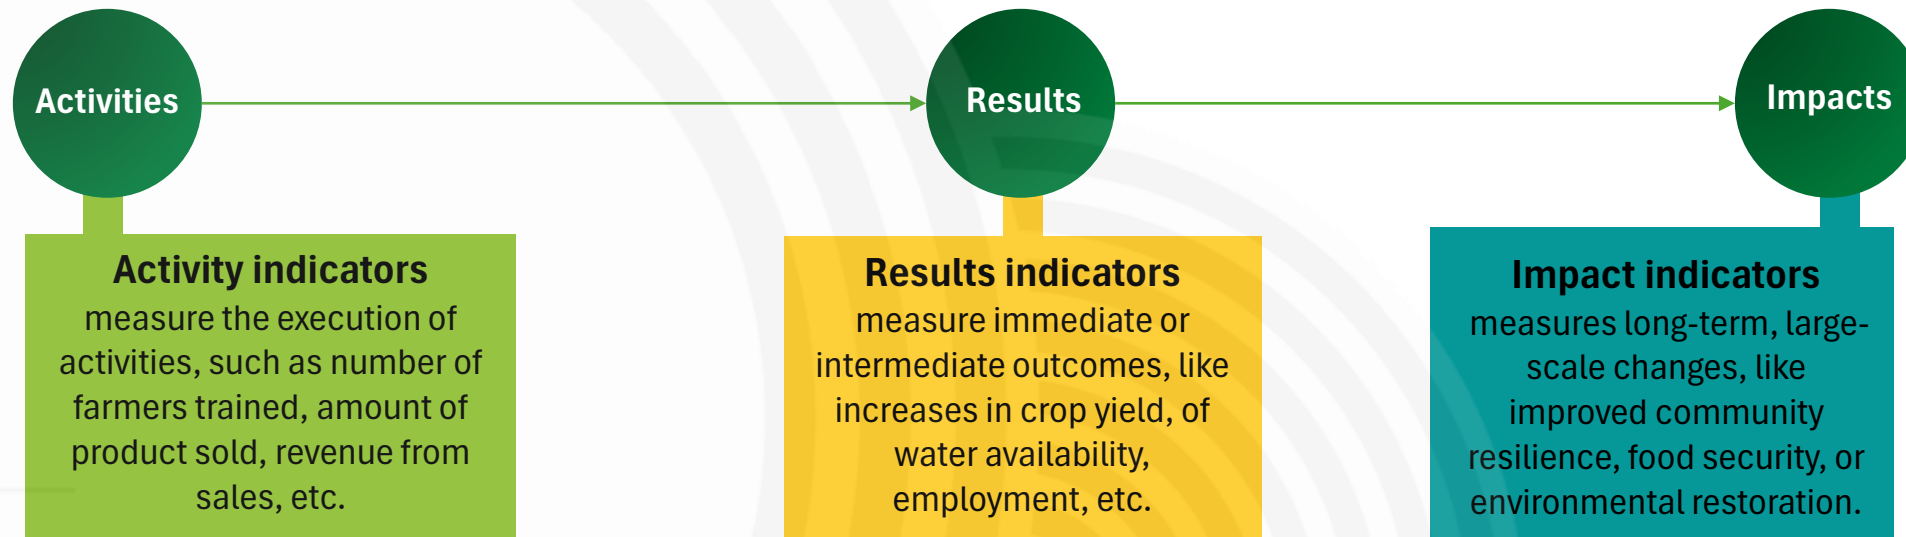 Activities
Results
Impacts
Activity indicators
measure the execution of
activities, such as number of
farmers trained, amount of
product sold, revenue from
sales, etc.
Results indicators
measure immediate or
intermediate outcomes, like
increases in crop yield, of
water availability,
employment, etc.
Impact indicators
measures long-term, large-
scale changes, like
improved community
resilience, food security, or
environmental restoration.